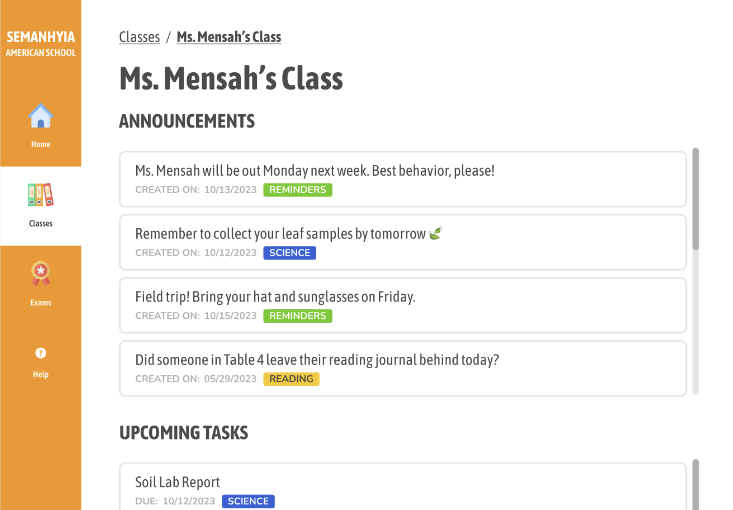 SEMANHYIA
AMERICAN SCHOOL
Home
Classes
Exams
?
Help
Classes / Ms. Mensah's Class
Ms. Mensah's Class
ANNOUNCEMENTS
Ms. Mensah will be out Monday next week. Best behavior, please!
CREATED ON: 10/13/2023 REMINDERS
Remember to collect your leaf samples by tomorrow 🍃
CREATED ON: 10/12/2023 SCIENCE
Field trip! Bring your hat and sunglasses on Friday.
CREATED ON: 10/15/2023 REMINDERS
Did someone in Table 4 leave their reading journal behind today?
CREATED ON: 05/29/2023 READING
UPCOMING TASKS
Soil Lab Report
DUE: 10/12/2023 SCIENCE